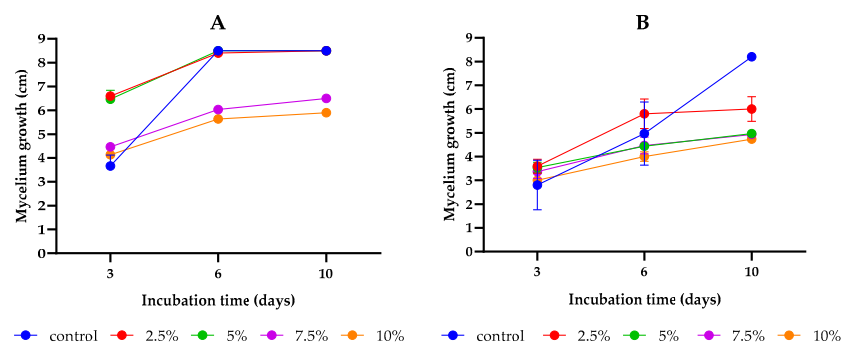 A
Mycelium growth (cm)
9
8
7
6
5
4
3
2
1
0
3 6 10
Incubation time (days)
control 2.5% 5% 7.5% 10%
B
Mycelium growth (cm)
9
8
7
6
5
4
3
2
1
0
3 6 10
Incubation time (days)
control 2.5% 5% 7.5% 10%